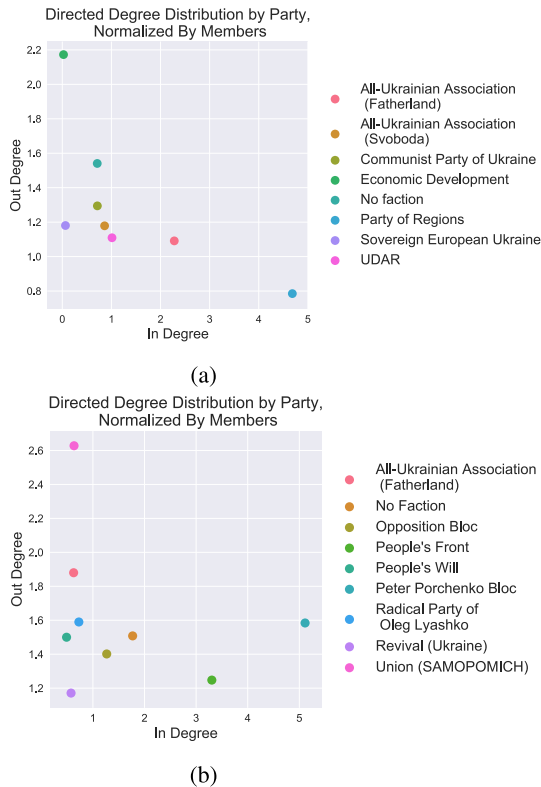 Directed Degree Distribution by Party,
Normalized By Members
2.2
2.0
1.8
1.6
1.4
1.2
1.0
0.8
Out Degree
0
1
2
3
4
5
In Degree
All-Ukrainian Association
(Fatherland)
All-Ukrainian Association
(Svoboda)
Communist Party of Ukraine
Economic Development
No faction
Party of Regions
Sovereign European Ukraine
UDAR
(a)
Directed Degree Distribution by Party,
Normalized By Members
2.6
2.4
2.2
2.0
1.8
1.6
1.4
1.2
Out Degree
1
2
3
4
5
In Degree
All-Ukrainian Association
(Fatherland)
No Faction
Opposition Bloc
People's Front
People's Will
Peter Porchenko Bloc
Radical Party of
Oleg Lyashko
Revival (Ukraine)
Union (SAMOPOMICH)
(b)